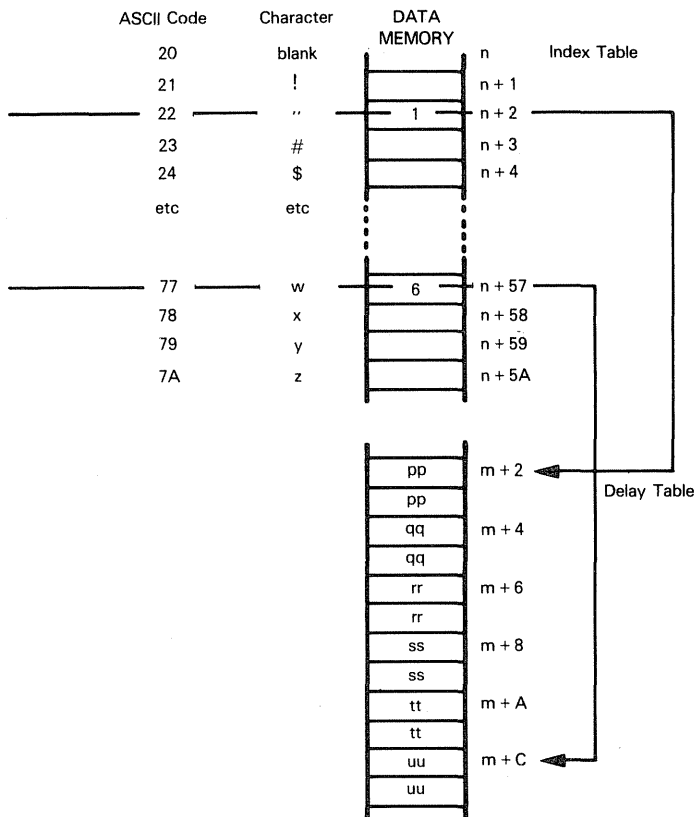 ASCII Code Character DATA MEMORY
20 blank n Index Table
21 ! n + 1
22 " 1 n + 2
23 # n + 3
24 $ n + 4
etc etc
77 w 6 n + 57
78 x n + 58
79 y n + 59
7A z n + 5A
pp m + 2
Delay Table
pp
qq m + 4
qq
rr m + 6
rr
ss m + 8
ss
tt m + A
tt
uu m + C
uu